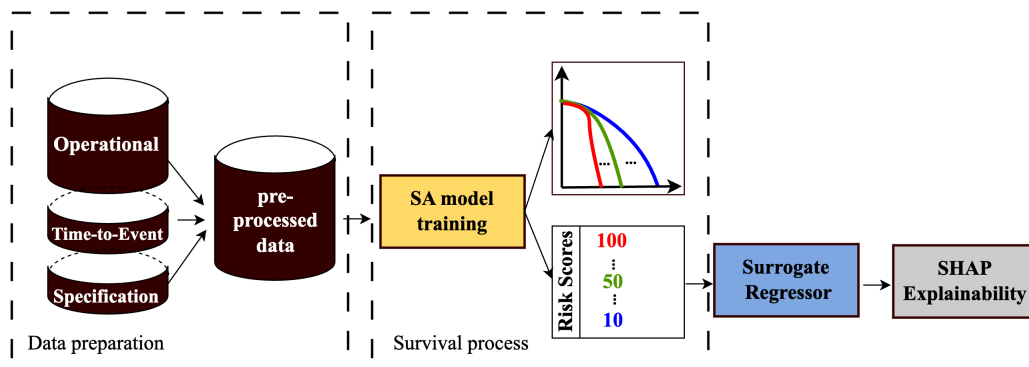 Operational
Time-to-Event
Specification
pre-
processed
data
Data preparation
SA model
training
...
...
Risk Scores
100
...
50
...
10
Survival process
Surrogate
Regressor
SHAP
Explainability